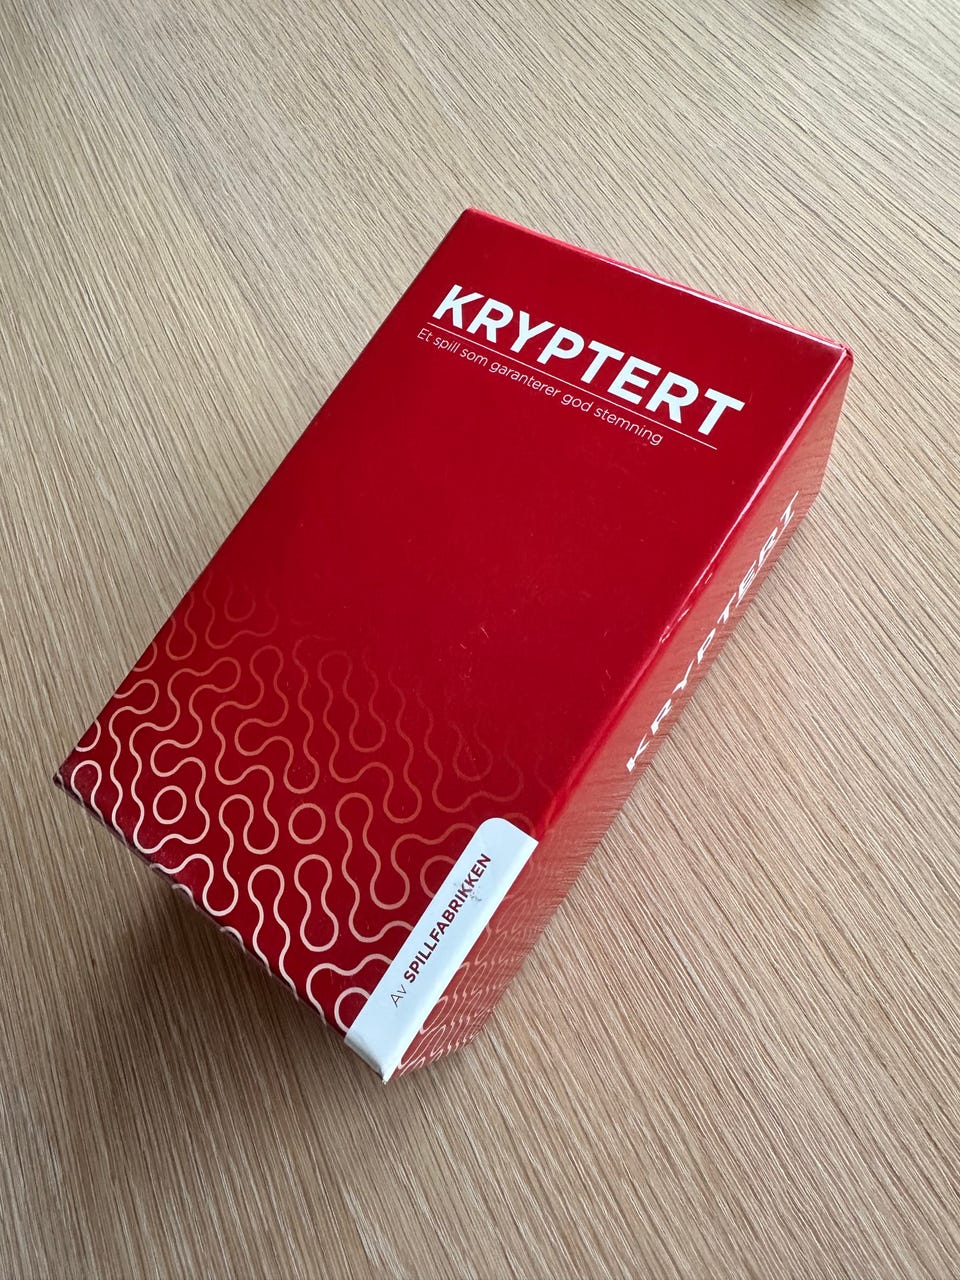 KRYPTERT
Et spill som garanterer god stemning
KRYPTERT
Av SPILLFABRIKKEN